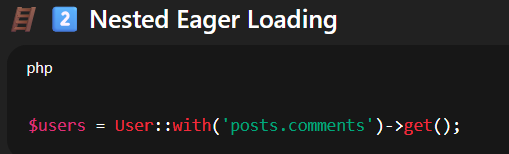 🪜 2️⃣ Nested Eager Loading
php
$users = User::with('posts.comments')->get();